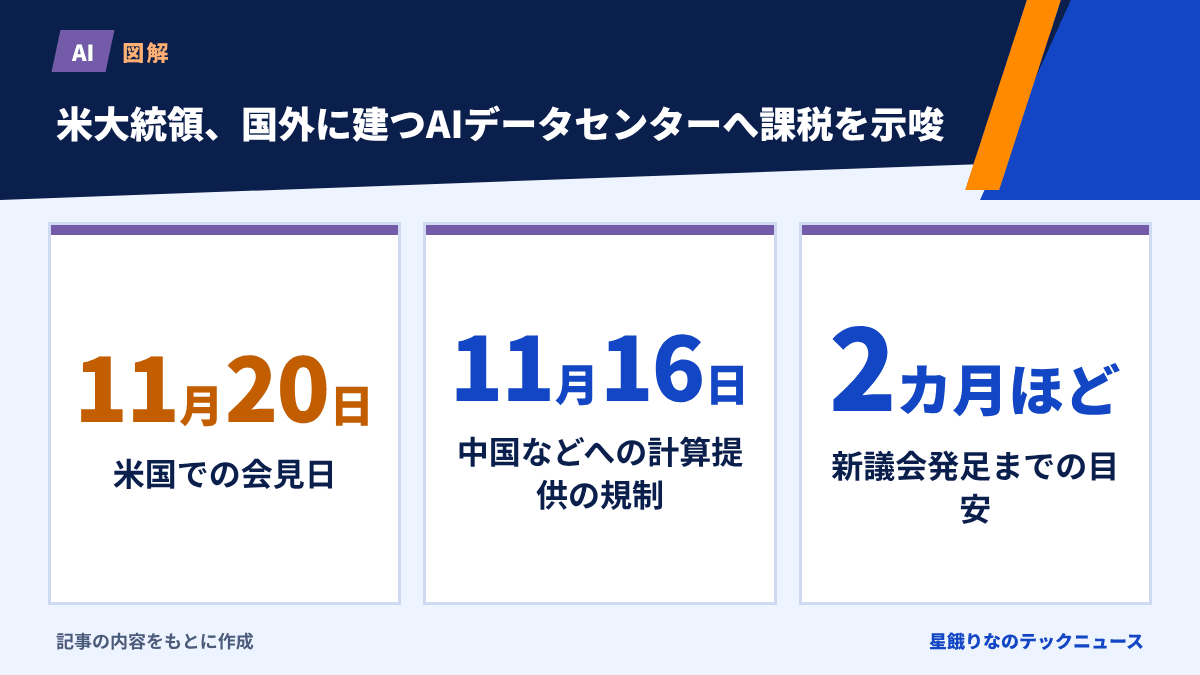 AI 図解
米大統領、国外に建つAIデータセンターへ課税を示唆
11月20日
米国での会見日
11月16日
中国などへの計算提
供の規制
2カ月ほど
新議会発足までの目
安
記事の内容をもとに作成
星餓りなのテックニュース